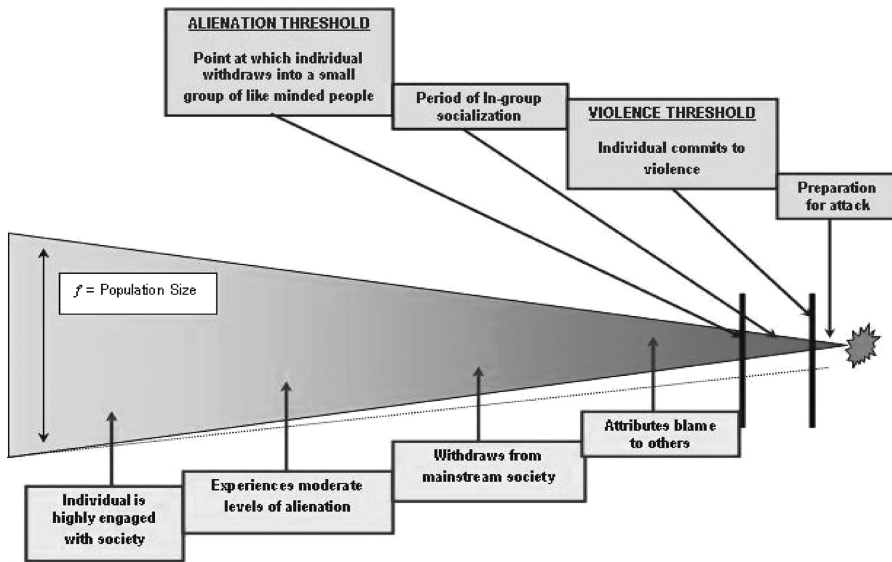 ALIENATION THRESHOLD
Point at which individual
withdraws into a small
group of like minded people
Period of In-group
socialization
VIOLENCE THRESHOLD
Individual commits to
violence
Preparation
for attack
f = Population Size
Individual is
highly engaged
with society
Experiences moderate
levels of alienation
Withdraws from
mainstream society
Attributes blame
to others